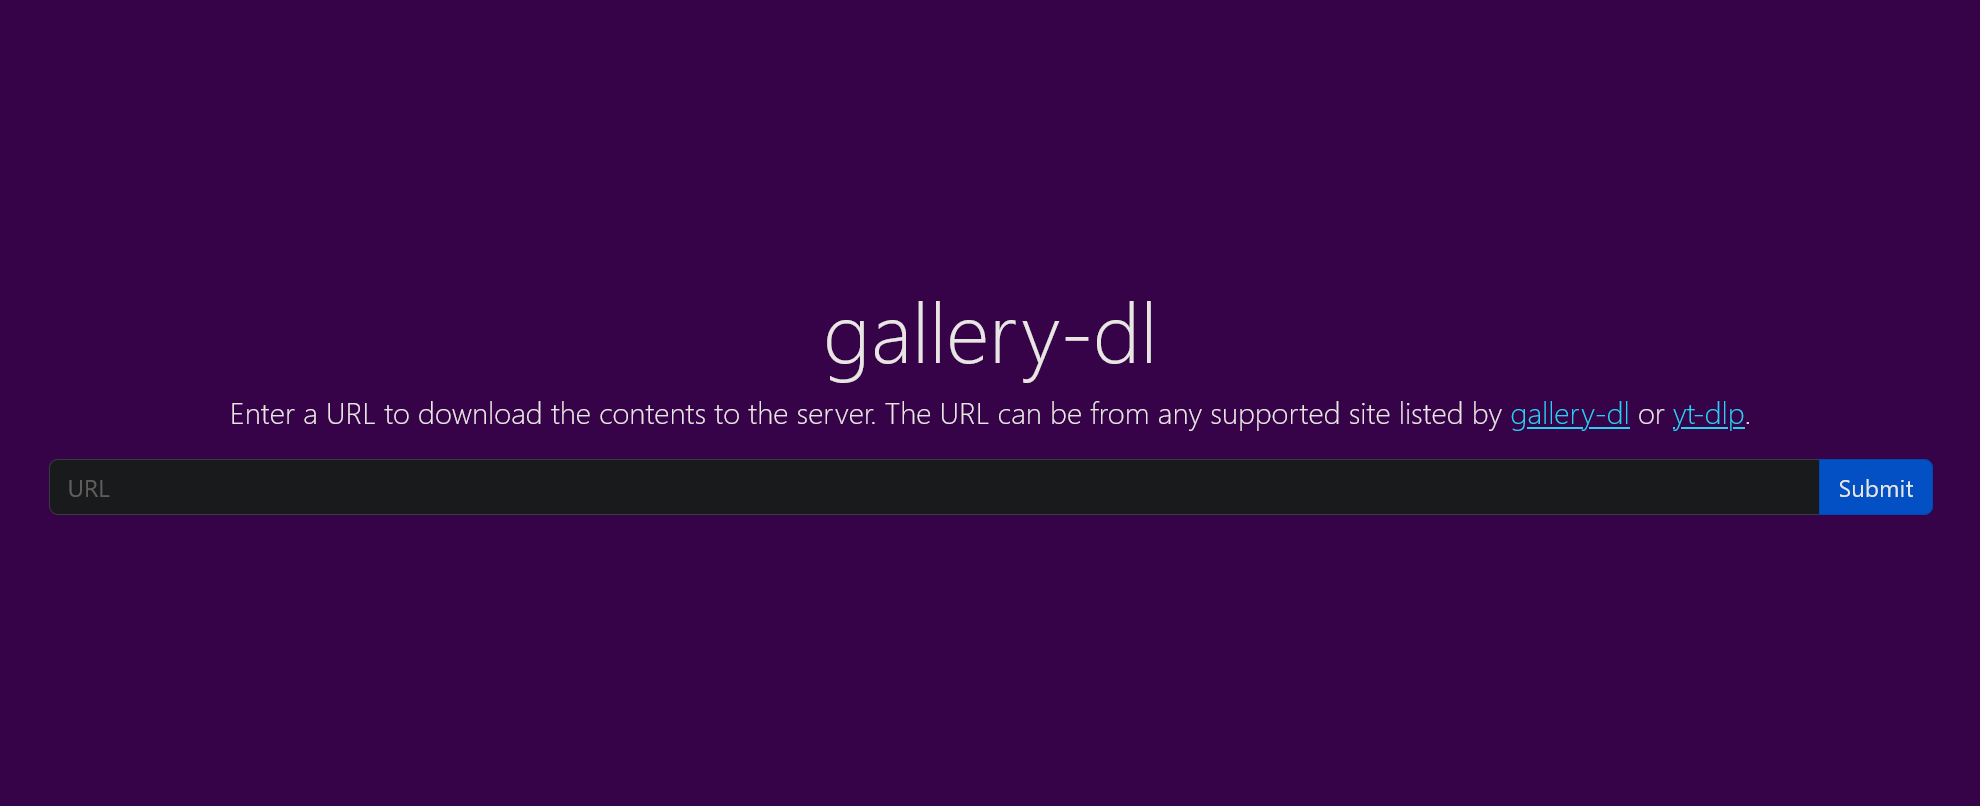 gallery-dl
Enter a URL to download the contents to the server. The URL can be from any supported site listed by gallery-dl or yt-dlp.
URL
Submit